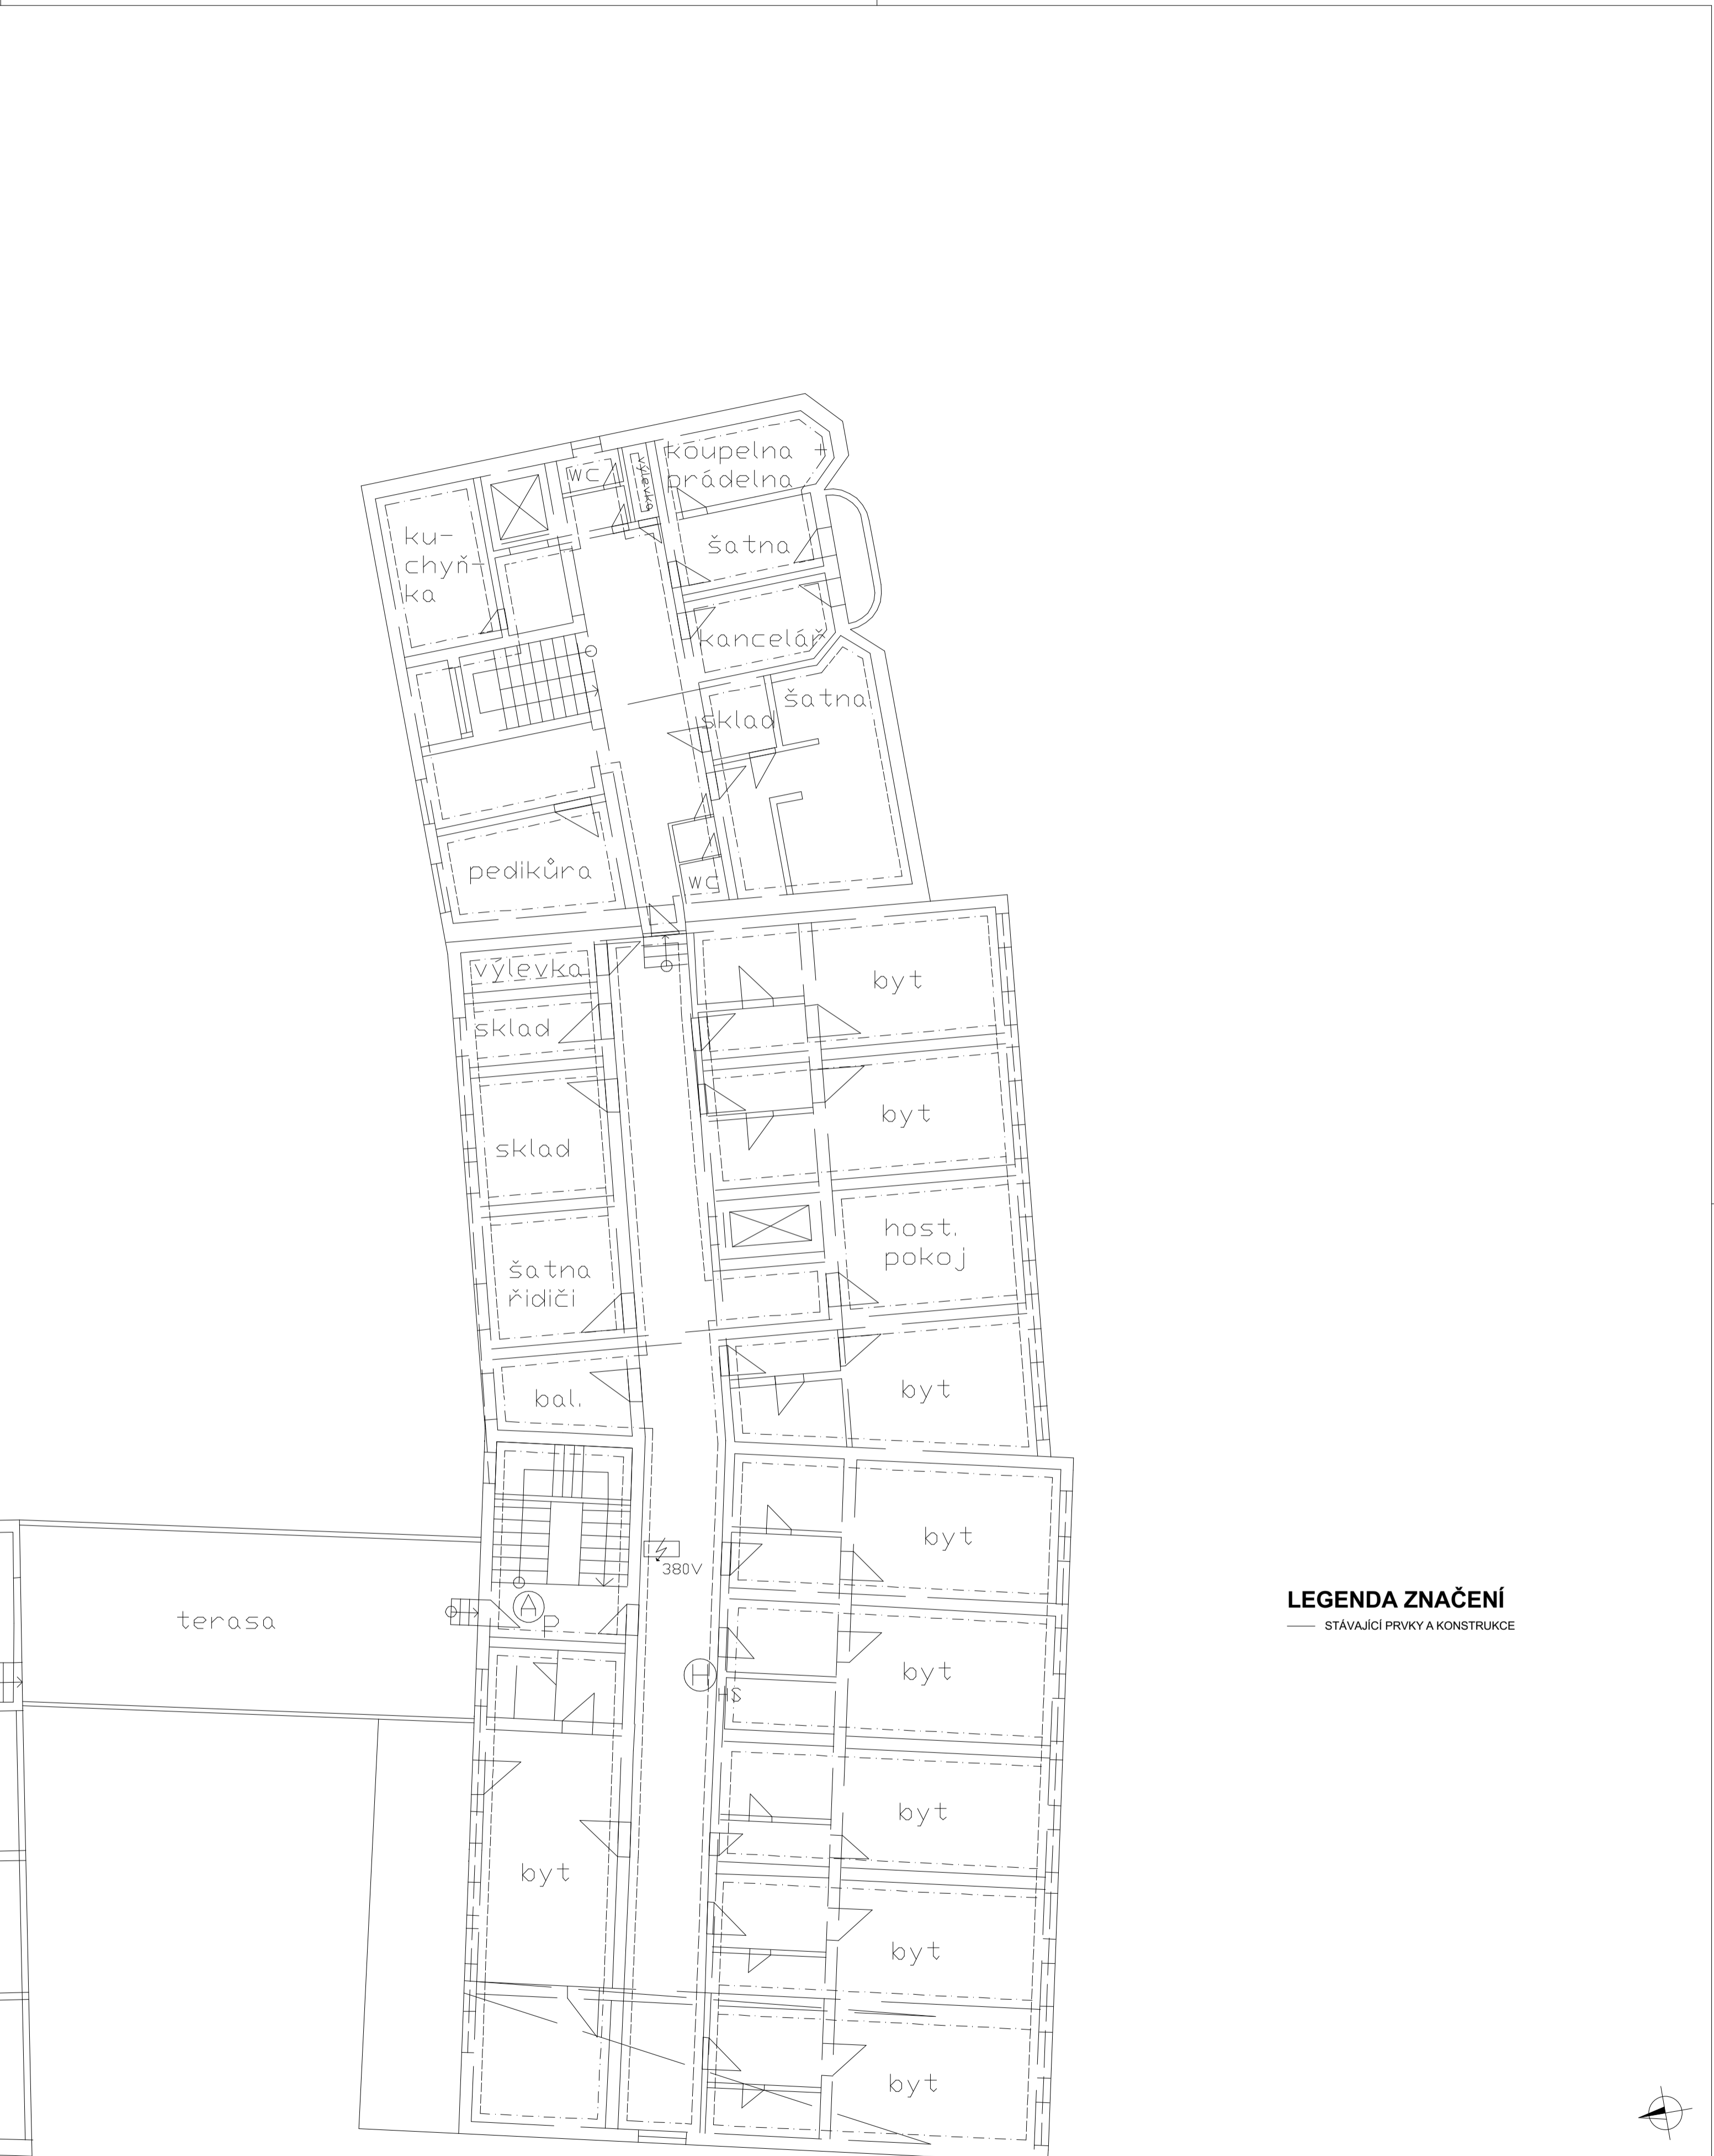 koupelna +
prádelna
WC
výlevka
ku-
chyň-
ka
šatna
kancelář
šatna
sklad
pedikůra
WC
výlevka
byt
sklad
byt
sklad
host.
pokoj
šatna
řidiči
byt
bal.
byt
380V
A
P
terasa
LEGENDA ZNAČENÍ
STÁVAJÍCÍ PRVKY A KONSTRUKCE
byt
H
HS
byt
byt
byt
byt